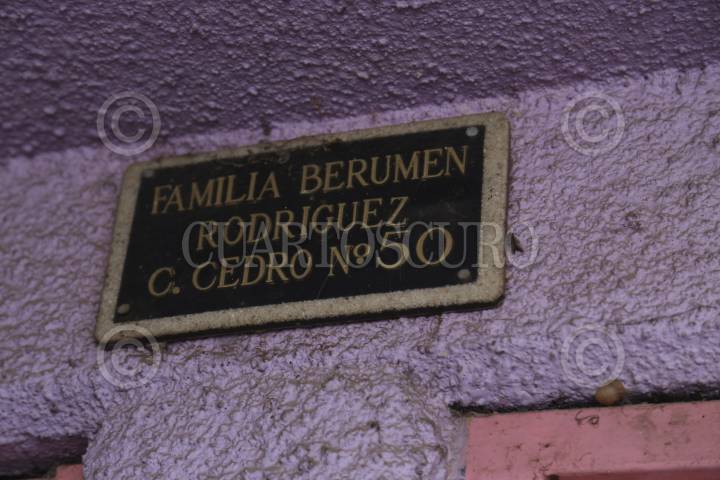 FAMILIA BERUMEN
RODRIGUEZ
C. CEDRO Nº 50
CUARTOSCURO